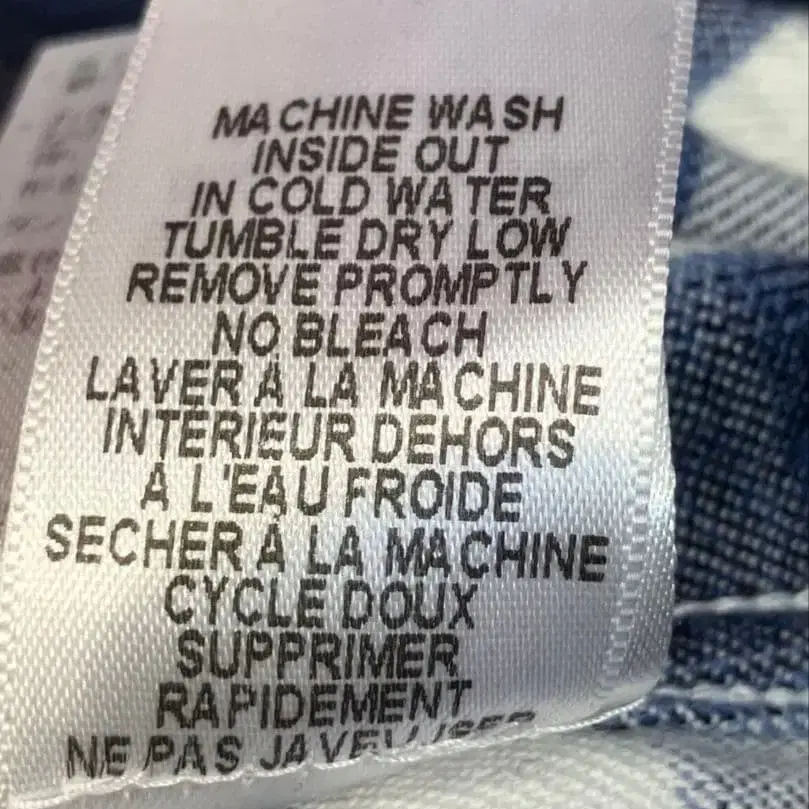 MACHINE WASH
INSIDE OUT
IN COLD WATER
TUMBLE DRY LOW
REMOVE PROMPTLY
NO BLEACH
LAVER À LA MACHINE
INTÉRIEUR DEHORS
À L'EAU FROIDE
SECHER À LA MACHINE
CYCLE DOUX
SUPPRIMER
RAPIDEMENT
NE PAS